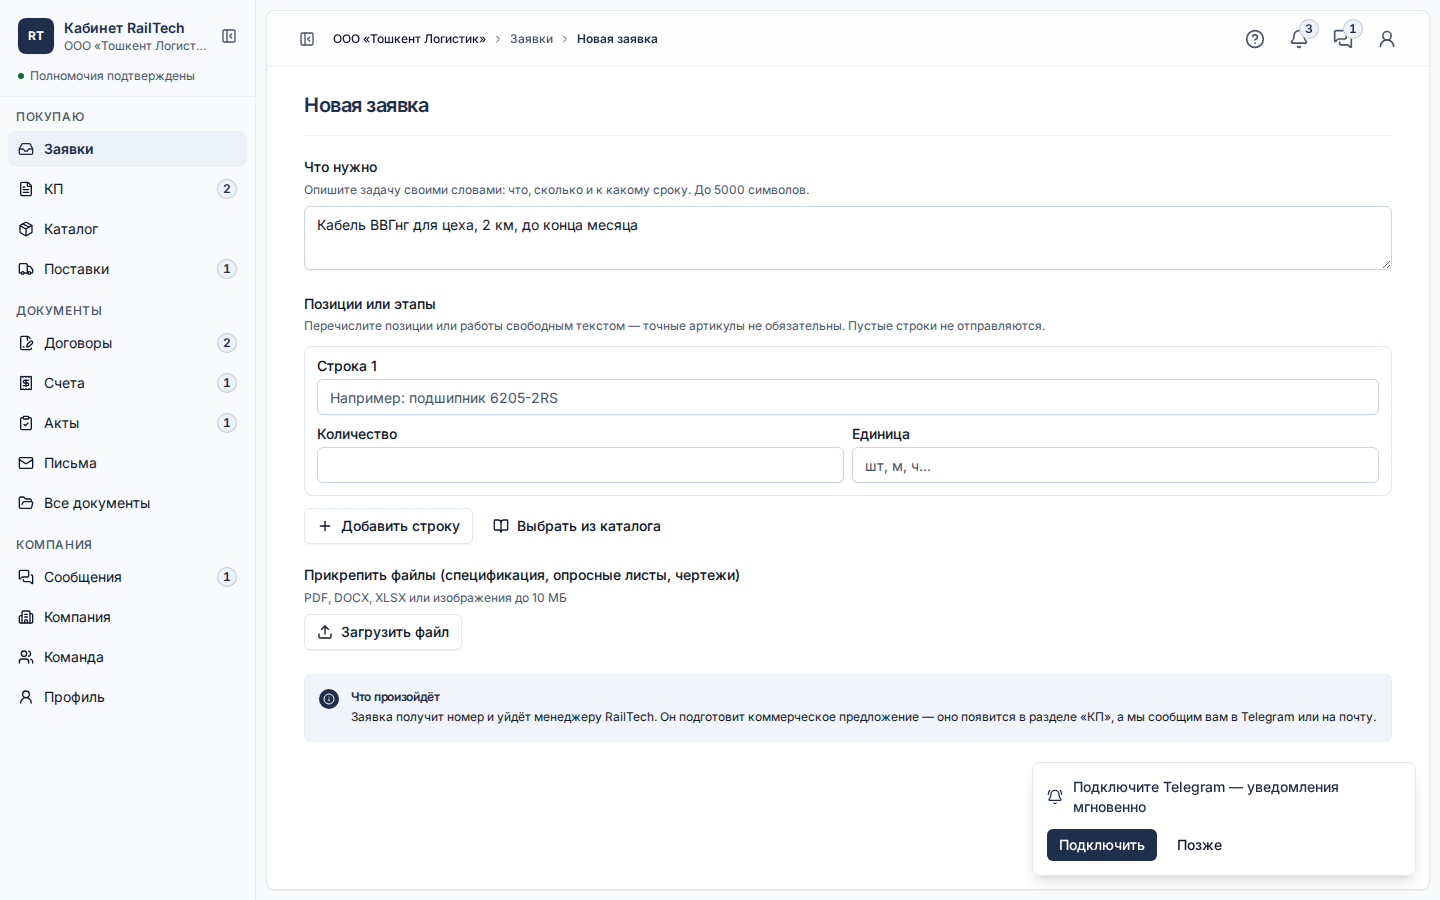 RT
Кабинет RailTech
ООО «Тошкент Логист...
Полномочия подтверждены
ПОКУПАЮ
Заявки
КП 2
Каталог
Поставки 1
ДОКУМЕНТЫ
Договоры 2
Счета 1
Акты 1
Письма
Все документы
КОМПАНИЯ
Сообщения 1
Компания
Команда
Профиль
ООО «Тошкент Логистик» > Заявки > Новая заявка
3 1
Новая заявка
Что нужно
Опишите задачу своими словами: что, сколько и к какому сроку. До 5000 символов.
Кабель ВВГнг для цеха, 2 км, до конца месяца
Позиции или этапы
Перечислите позиции или работы свободным текстом — точные артикулы не обязательны. Пустые строки не отправляются.
Строка 1
Например: подшипник 6205-2RS
Количество Единица
шт, м, ч...
Добавить строку Выбрать из каталога
Прикрепить файлы (спецификация, опросные листы, чертежи)
PDF, DOCX, XLSX или изображения до 10 МБ
Загрузить файл
Что произойдёт
Заявка получит номер и уйдёт менеджеру RailTech. Он подготовит коммерческое предложение — оно появится в разделе «КП», а мы сообщим вам в Telegram или на почту.
Подключите Telegram — уведомления
мгновенно
Подключить Позже